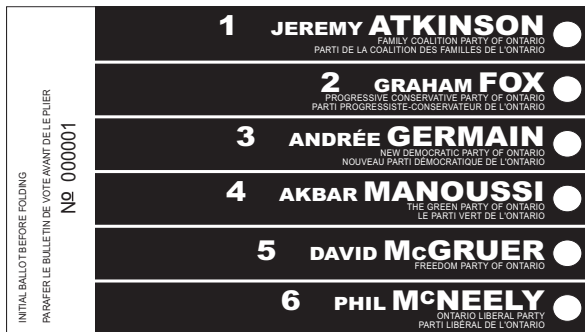 INITIAL BALLOT BEFORE FOLDING
PARAFER LE BULLETIN DE VOTE AVANT DE LE PLIER
Nº 000001
1 JEREMY ATKINSON
FAMILY COALITION PARTY OF ONTARIO
PARTI DE LA COALITION DES FAMILLES DE L'ONTARIO
2 GRAHAM FOX
PROGRESSIVE CONSERVATIVE PARTY OF ONTARIO
PARTI PROGRESSISTE-CONSERVATEUR DE L'ONTARIO
3 ANDRÉE GERMAIN
NEW DEMOCRATIC PARTY OF ONTARIO
NOUVEAU PARTI DÉMOCRATIQUE DE L'ONTARIO
4 AKBAR MANOUSSI
THE GREEN PARTY OF ONTARIO
LE PARTI VERT DE L'ONTARIO
5 DAVID McGRUER
FREEDOM PARTY OF ONTARIO
6 PHIL McNEELY
ONTARIO LIBERAL PARTY
PARTI LIBÉRAL DE L'ONTARIO